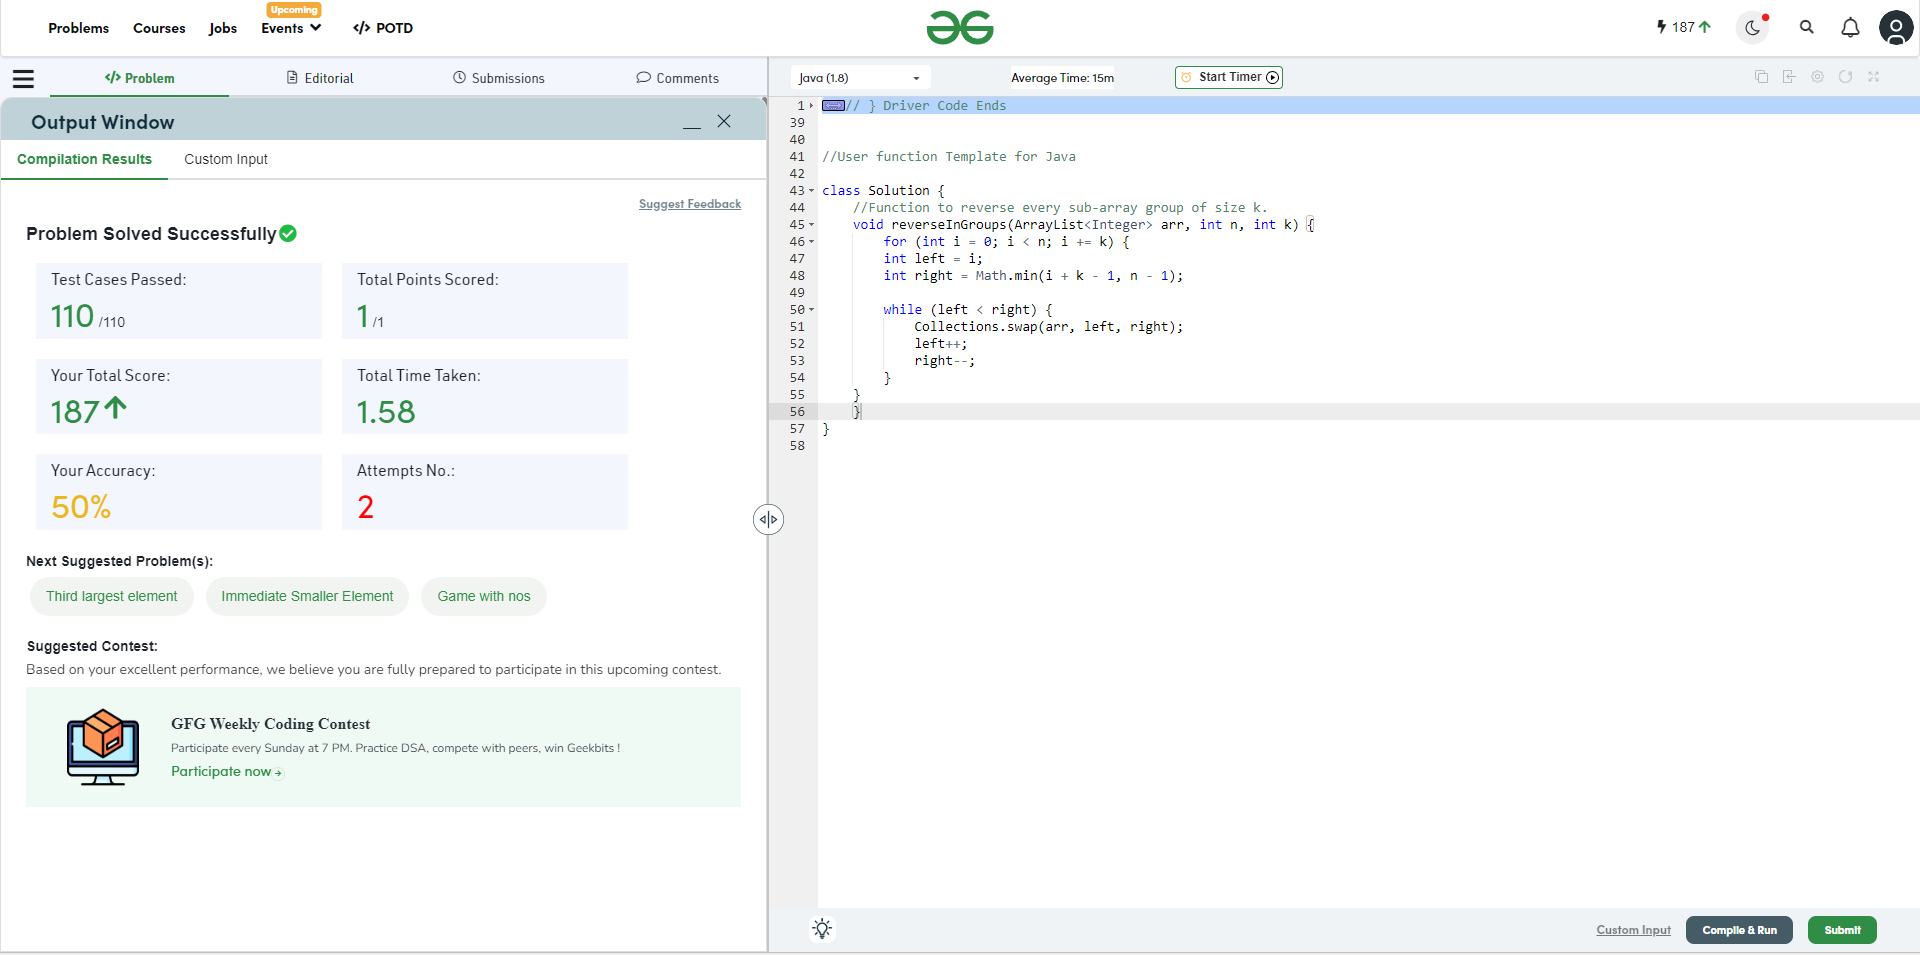 Problems Courses Jobs Upcoming Events </> POTD
187
</> Problem Editorial Submissions Comments
Output Window
Compilation Results Custom Input
Suggest Feedback
Problem Solved Successfully
Test Cases Passed: Total Points Scored:
110 /110 1 /1
Your Total Score: Total Time Taken:
187 1.58
Your Accuracy: Attempts No.:
50% 2
Next Suggested Problem(s):
Third largest element Immediate Smaller Element Game with nos
Suggested Contest:
Based on your excellent performance, we believe you are fully prepared to participate in this upcoming contest.
GFG Weekly Coding Contest
Participate every Sunday at 7 PM. Practice DSA, compete with peers, win Geekbits !
Participate now
Java (1.8) Average Time: 15m Start Timer
1 // } Driver Code Ends
39
40
41 //User function Template for Java
42
43 class Solution {
44     //Function to reverse every sub-array group of size k.
45     void reverseInGroups(ArrayList<Integer> arr, int n, int k) {
46         for (int i = 0; i < n; i += k) {
47         int left = i;
48         int right = Math.min(i + k - 1, n - 1);
49
50         while (left < right) {
51             Collections.swap(arr, left, right);
52             left++;
53             right--;
54         }
55     }
56     }
57 }
58
Custom Input Compile & Run Submit